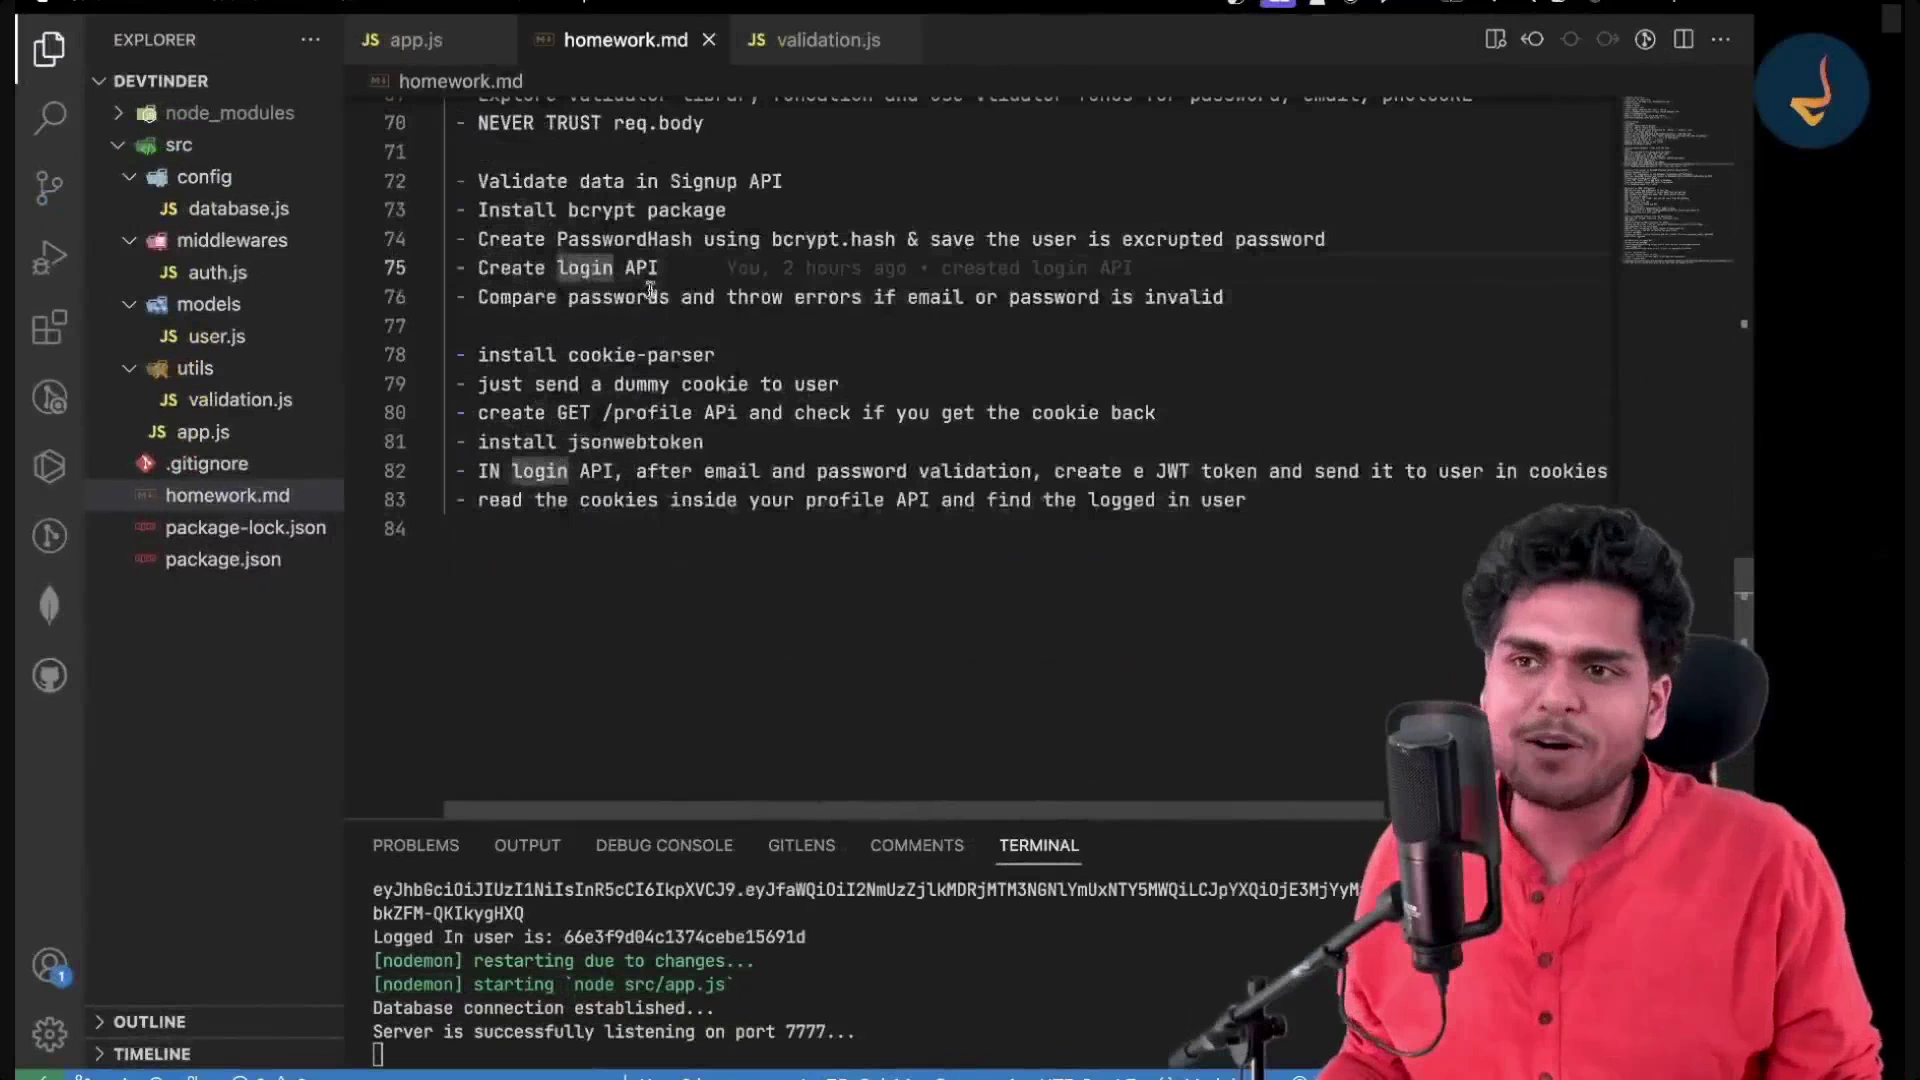 EXPLORER
DEVTINDER
node_modules
src
config
JS database.js
middlewares
JS auth.js
models
JS user.js
utils
JS validation.js
JS app.js
.gitignore
homework.md
package-lock.json
package.json
OUTLINE
TIMELINE
JS app.js
homework.md
JS validation.js
homework.md
70 - NEVER TRUST req.body
71
72 - Validate data in Signup API
73 - Install bcrypt package
74 - Create PasswordHash using bcrypt.hash & save the user is excrupted password
75 - Create login API You, 2 hours ago • created login API
76 - Compare passwords and throw errors if email or password is invalid
77
78 - install cookie-parser
79 - just send a dummy cookie to user
80 - create GET /profile APi and check if you get the cookie back
81 - install jsonwebtoken
82 - IN login API, after email and password validation, create e JWT token and send it to user in cookies
83 - read the cookies inside your profile API and find the logged in user
84
PROBLEMS OUTPUT DEBUG CONSOLE GITLENS COMMENTS TERMINAL
bkZFM-QKIkygHXQ
Logged In user is: 66e3f9d04c1374cebe15691d
[nodemon] restarting due to changes...
[nodemon] starting `node src/app.js`
Database connection established...
Server is successfully listening on port 7777...
1